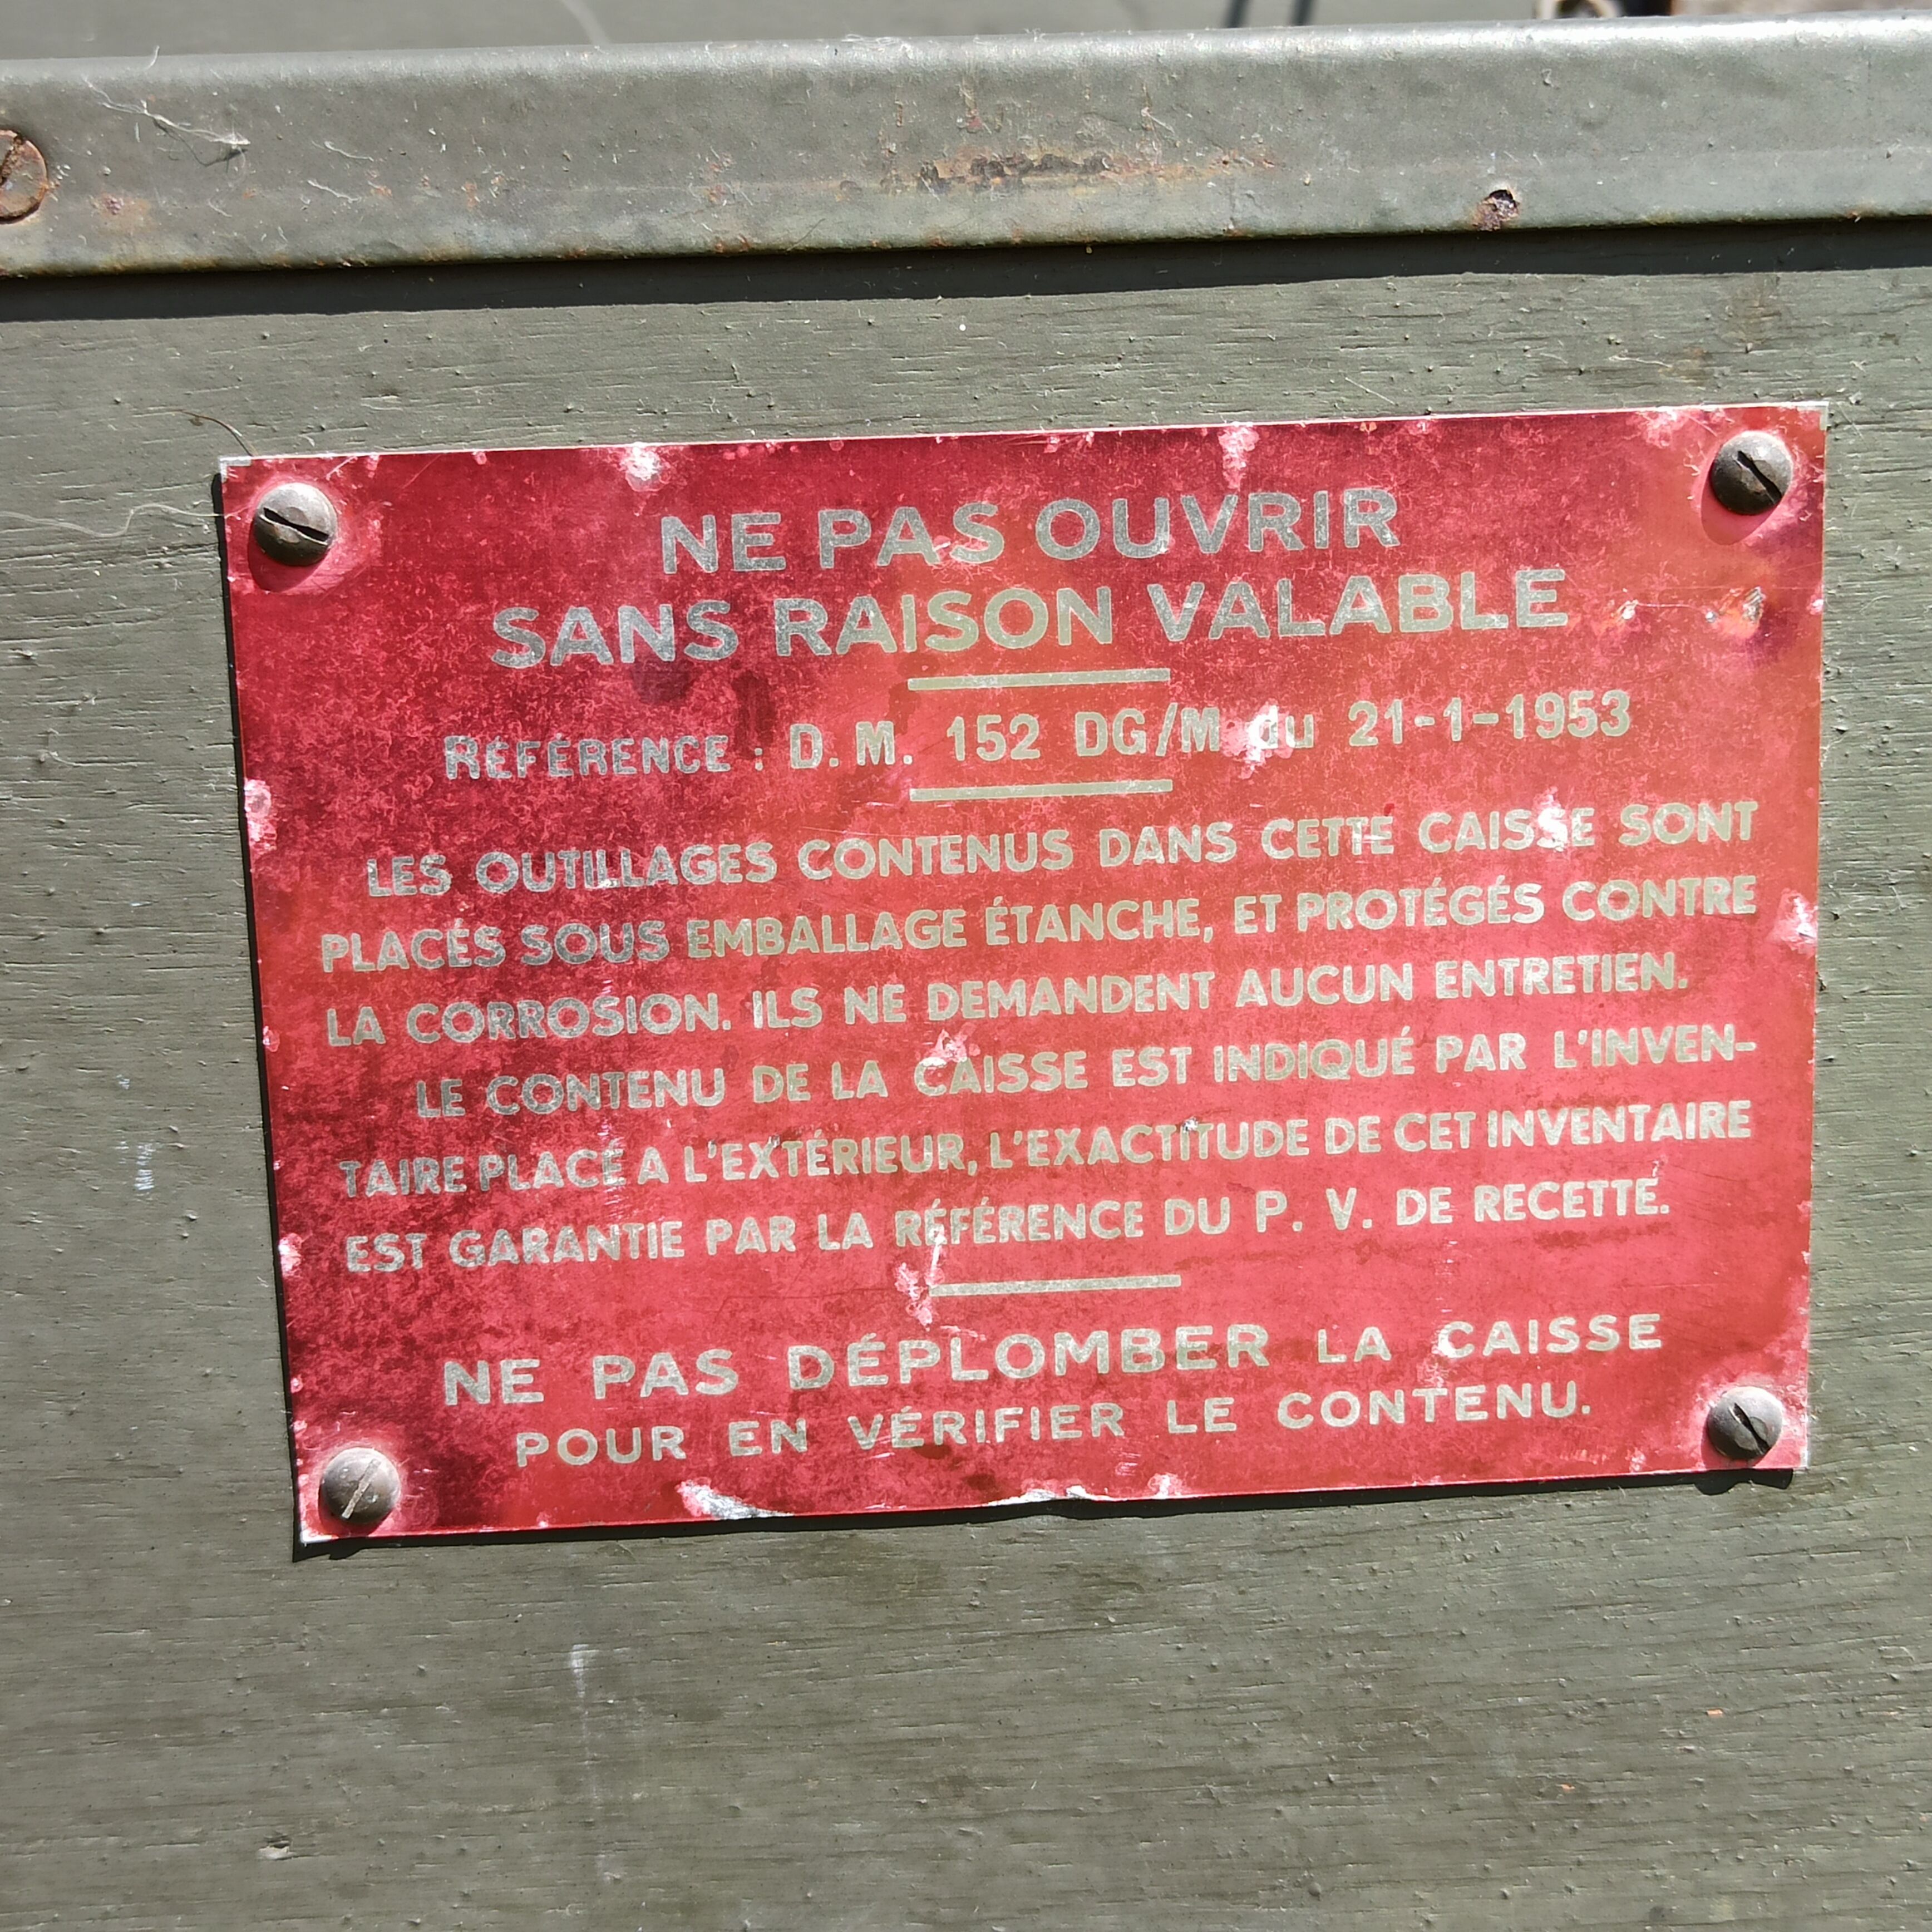 NE PAS OUVRIR
SANS RAISON VALABLE
RÉFÉRENCE : D. M. 152 DG/M du 21-1-1953
LES OUTILLAGES CONTENUS DANS CETTE CAISSE SONT
PLACÉS SOUS EMBALLAGE ÉTANCHE, ET PROTÉGÉS CONTRE
LA CORROSION. ILS NE DEMANDENT AUCUN ENTRETIEN.
LE CONTENU DE LA CAISSE EST INDIQUÉ PAR L'INVEN-
TAIRE PLACÉ A L'EXTÉRIEUR, L'EXACTITUDE DE CET INVENTAIRE
EST GARANTIE PAR LA RÉFÉRENCE DU P. V. DE RECETTE.
NE PAS DÉPLOMBER LA CAISSE
POUR EN VÉRIFIER LE CONTENU.